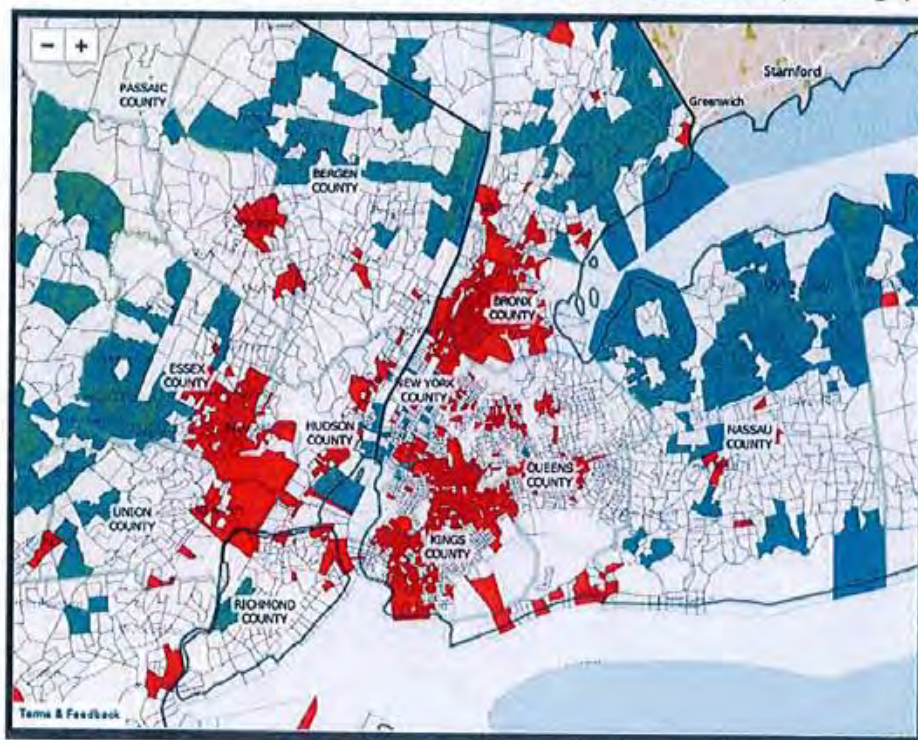 − +
Stamford
Greenwich
PASSAIC
COUNTY
BERGEN
COUNTY
BRONX
COUNTY
ESSEX
COUNTY
NEW YORK
COUNTY
HUDSON
COUNTY
NASSAU
COUNTY
QUEENS
COUNTY
UNION
COUNTY
KINGS
COUNTY
RICHMOND
COUNTY
Terms & Feedback